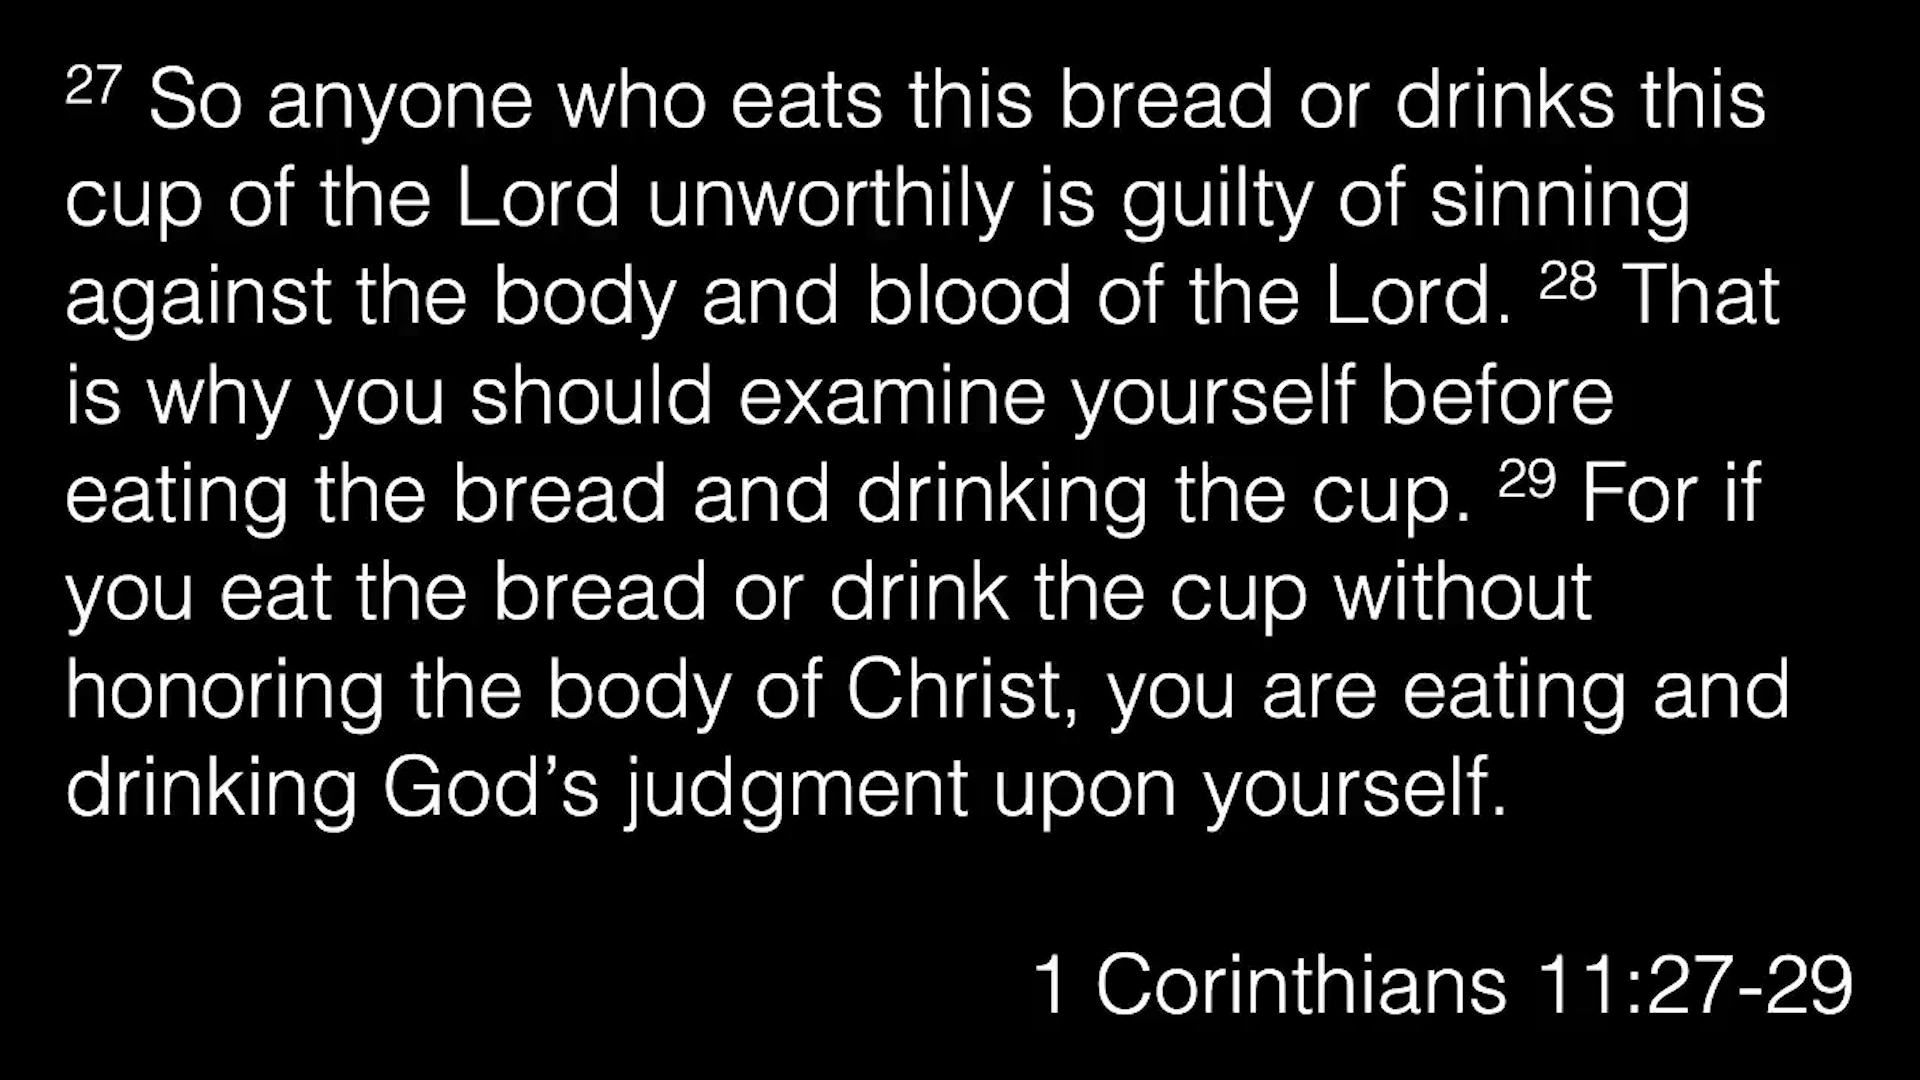 27 So anyone who eats this bread or drinks this
cup of the Lord unworthily is guilty of sinning
against the body and blood of the Lord. 28 That
is why you should examine yourself before
eating the bread and drinking the cup. 29 For if
you eat the bread or drink the cup without
honoring the body of Christ, you are eating and
drinking God’s judgment upon yourself.
1 Corinthians 11:27-29